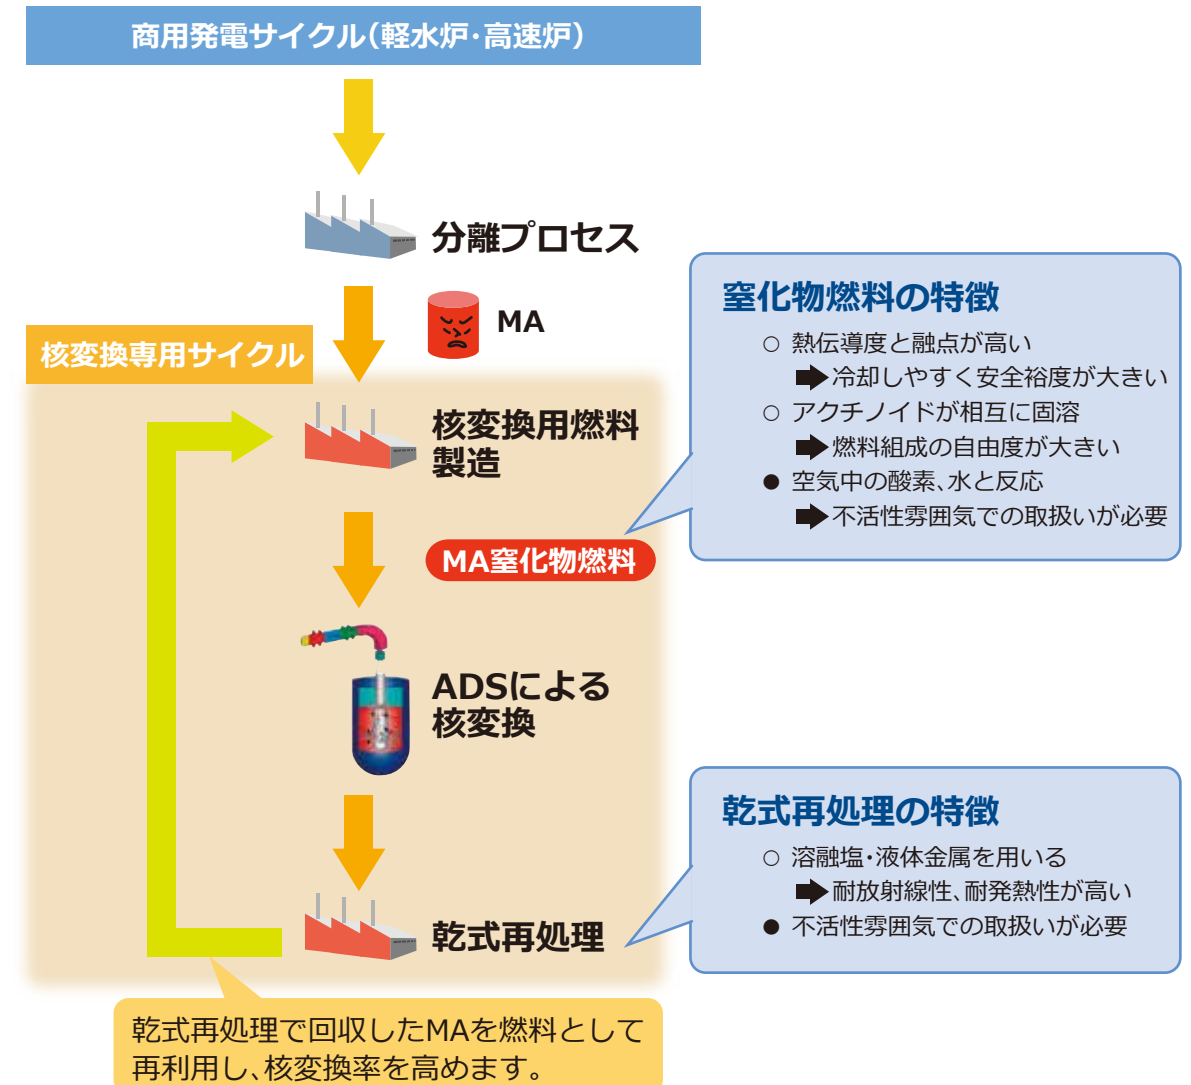 商用発電サイクル(軽水炉・高速炉)
分離プロセス
MA
核変換専用サイクル
核変換用燃料
製造
MA窒化物燃料
窒化物燃料の特徴
○ 熱伝導度と融点が高い
➡冷却しやすく安全裕度が大きい
○ アクチノイドが相互に固溶
➡燃料組成の自由度が大きい
● 空気中の酸素、水と反応
➡不活性雰囲気での取扱いが必要
ADSによる
核変換
乾式再処理
乾式再処理の特徴
○ 溶融塩・液体金属を用いる
➡耐放射線性、耐発熱性が高い
● 不活性雰囲気での取扱いが必要
乾式再処理で回収したMAを燃料として
再利用し、核変換率を高めます。